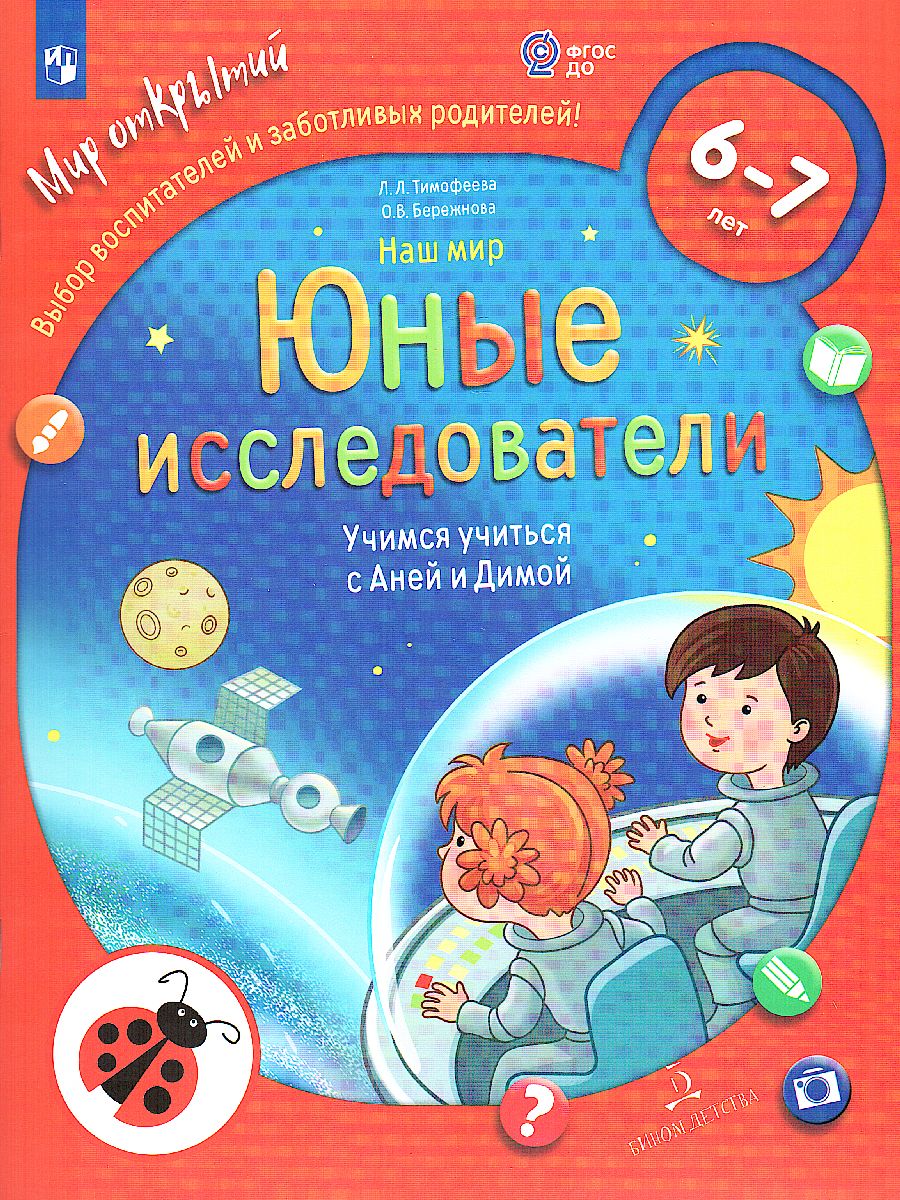 Мир открытий
Выбор воспитателей и заботливых родителей!
ФГОС
ДО
6–7
лет
Л. Л. Тимофеева
О.В. Бережнова
Наш мир
Юные
исследователи
Учимся учиться
с Аней и Димой
?
БИНОМ ДЕТСТВА